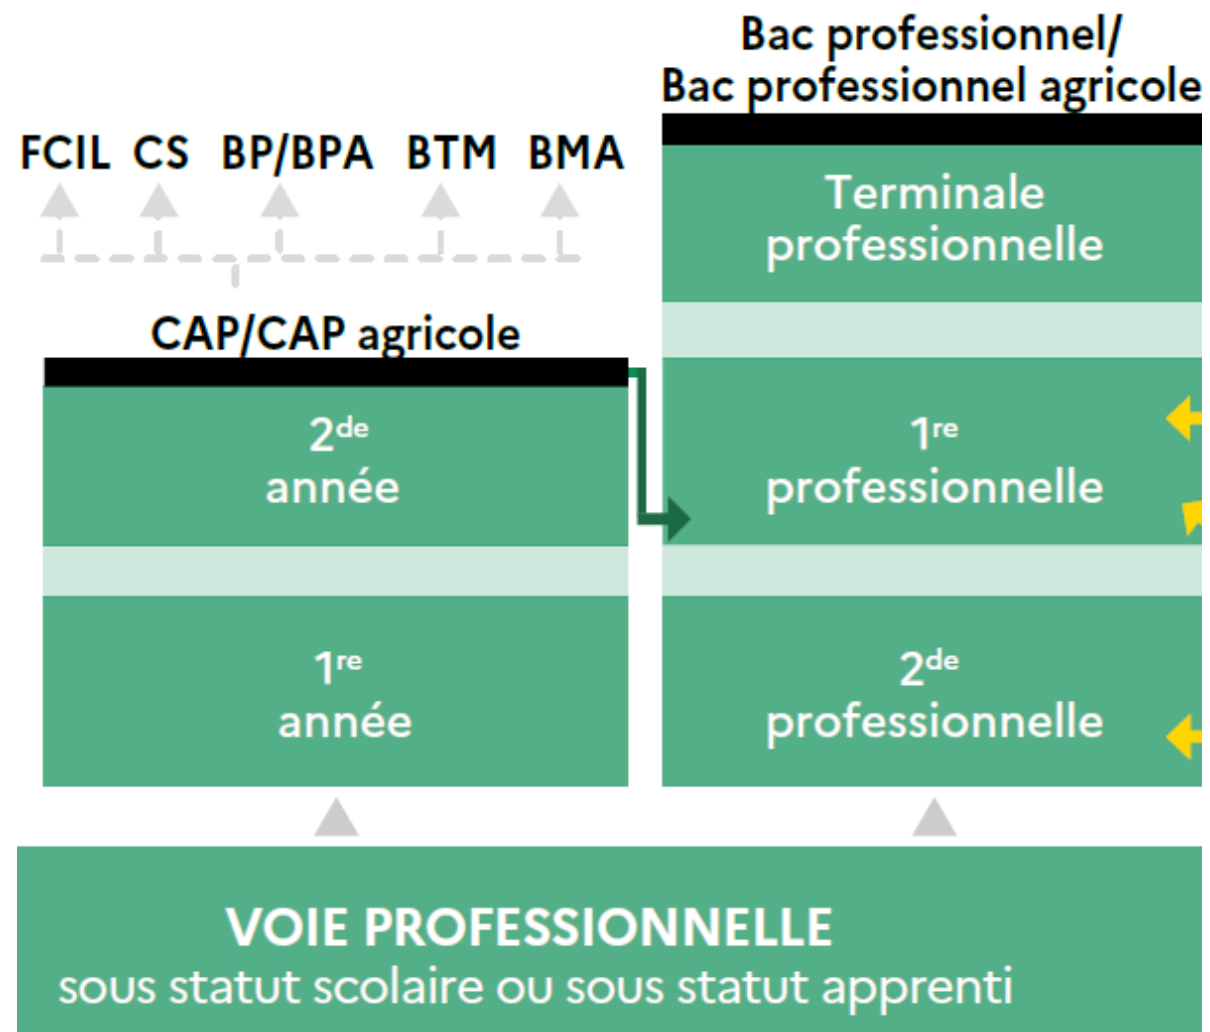 Bac professionnel/
Bac professionnel agricole
FCIL CS BP/BPA BTM BMA
Terminale
professionnelle
CAP/CAP agricole
2de
année
1re
professionnelle
1re
année
2de
professionnelle
VOIE PROFESSIONNELLE
sous statut scolaire ou sous statut apprenti